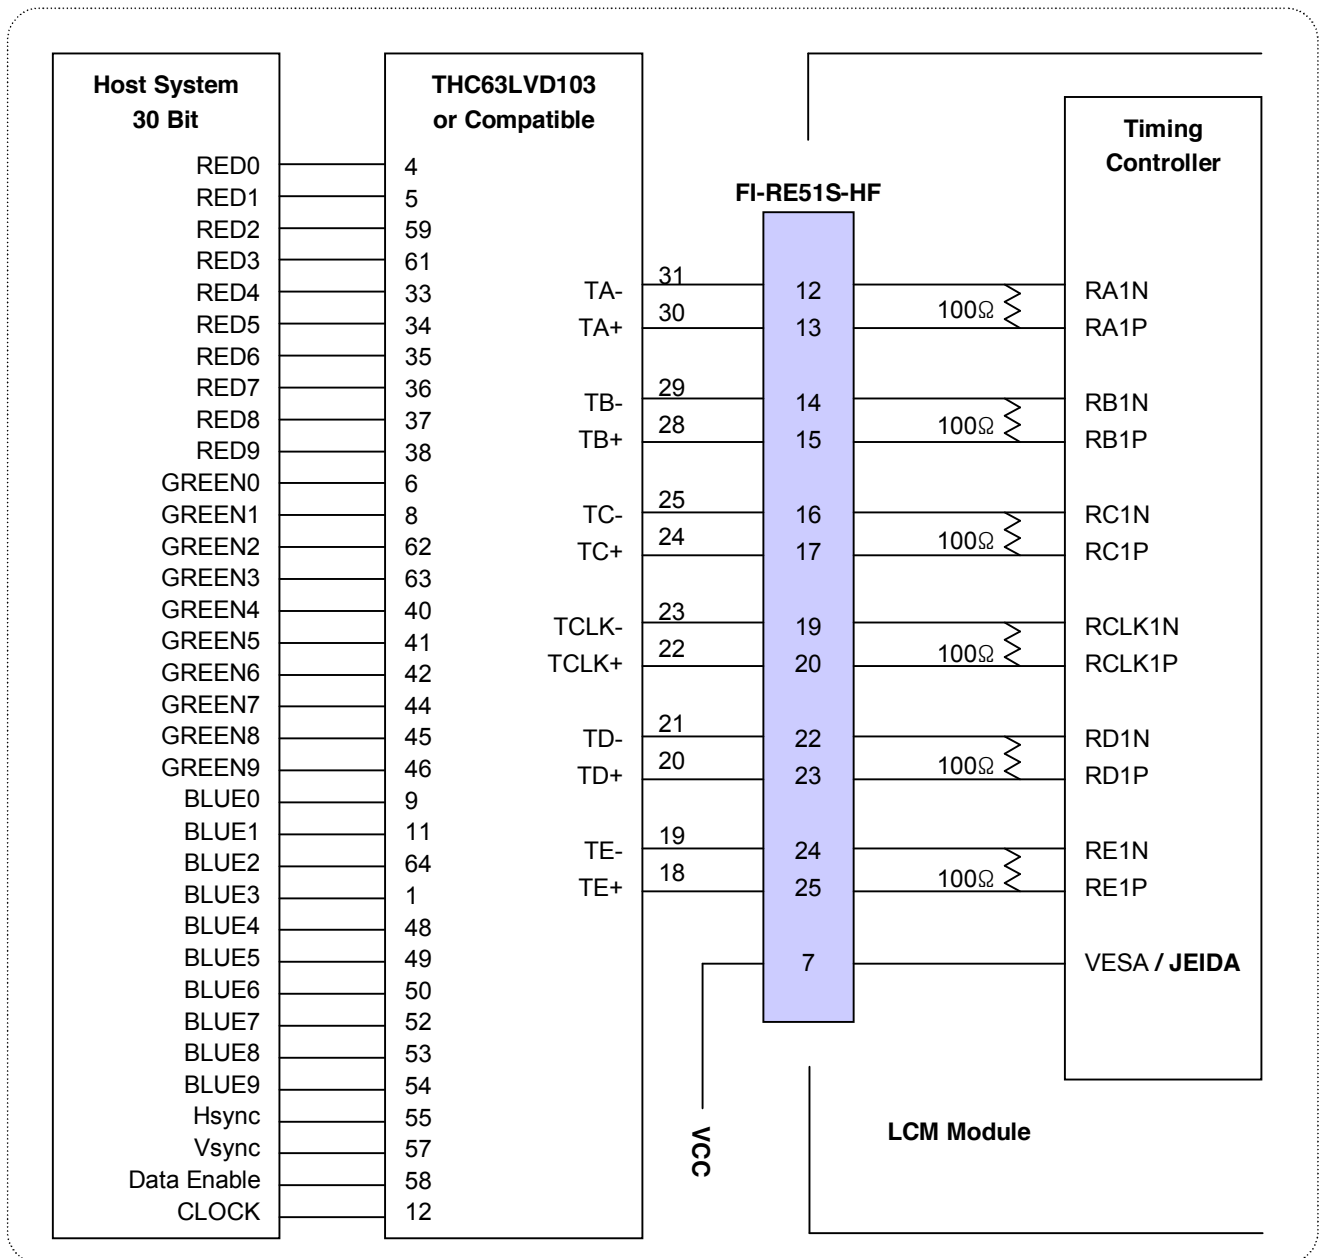 Host System
30 Bit
THC63LVD103
or Compatible
Timing
Controller
FI-RE51S-HF
RED0 4
RED1 5
RED2 59
RED3 61
RED4 33
RED5 34
RED6 35
RED7 36
RED8 37
RED9 38
GREEN0 6
GREEN1 8
GREEN2 62
GREEN3 63
GREEN4 40
GREEN5 41
GREEN6 42
GREEN7 44
GREEN8 45
GREEN9 46
BLUE0 9
BLUE1 11
BLUE2 64
BLUE3 1
BLUE4 48
BLUE5 49
BLUE6 50
BLUE7 52
BLUE8 53
BLUE9 54
Hsync 55
Vsync 57
Data Enable 58
CLOCK 12
TA- 31 12 RA1N
100Ω
TA+ 30 13 RA1P
TB- 29 14 RB1N
100Ω
TB+ 28 15 RB1P
TC- 25 16 RC1N
100Ω
TC+ 24 17 RC1P
TCLK- 23 19 RCLK1N
100Ω
TCLK+ 22 20 RCLK1P
TD- 21 22 RD1N
100Ω
TD+ 20 23 RD1P
TE- 19 24 RE1N
100Ω
TE+ 18 25 RE1P
7 VESA / JEIDA
VCC
LCM Module